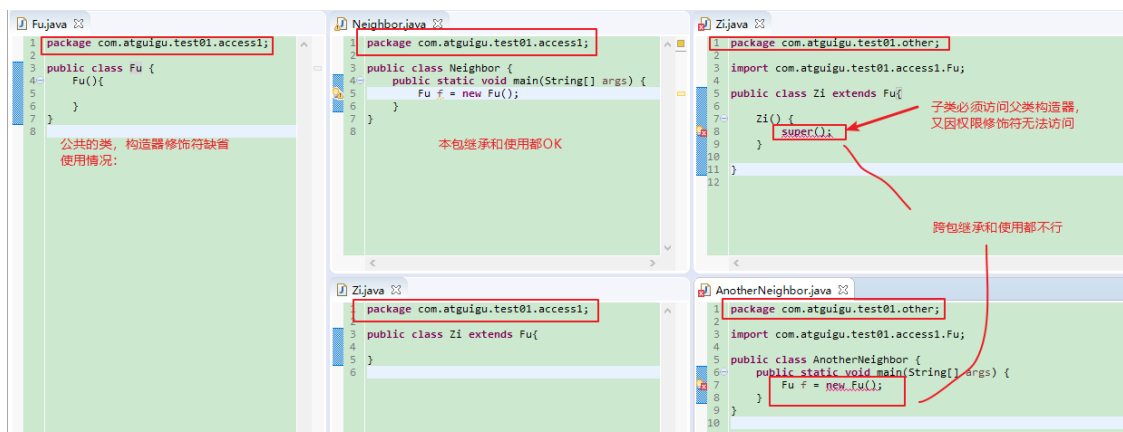 Fu.java
1 package com.atguigu.test01.access1;
2
3 public class Fu {
4 Fu(){
5
6 }
7 }
8
公共的类，构造器修饰符缺省
使用情况：
Neighbor.java
1 package com.atguigu.test01.access1;
2
3 public class Neighbor {
4 public static void main(String[] args) {
5 Fu f = new Fu();
6 }
7 }
8
本包继承和使用都OK
Zi.java
1 package com.atguigu.test01.other;
2
3 import com.atguigu.test01.access1.Fu;
4
5 public class Zi extends Fu{
6
7 Zi() {
8 super();
9 }
10
11 }
12
子类必须访问父类构造器，
又因权限修饰符无法访问
跨包继承和使用都不行
Zi.java
1 package com.atguigu.test01.access1;
2
3 public class Zi extends Fu{
4
5 }
6
AnotherNeighbor.java
1 package com.atguigu.test01.other;
2
3 import com.atguigu.test01.access1.Fu;
4
5 public class AnotherNeighbor {
6 public static void main(String[] args) {
7 Fu f = new Fu();
8 }
9 }
10